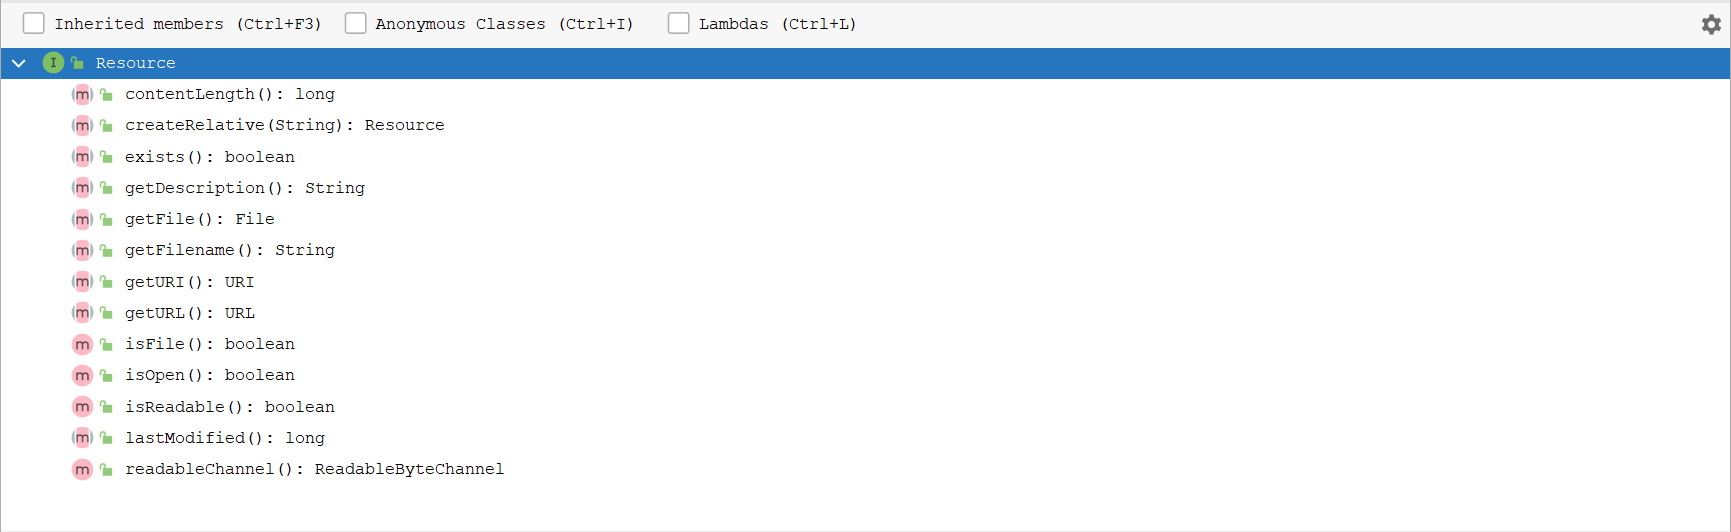 Inherited members (Ctrl+F3) Anonymous Classes (Ctrl+I) Lambdas (Ctrl+L)
I Resource
m contentLength(): long
m createRelative(String): Resource
m exists(): boolean
m getDescription(): String
m getFile(): File
m getFilename(): String
m getURI(): URI
m getURL(): URL
m isFile(): boolean
m isOpen(): boolean
m isReadable(): boolean
m lastModified(): long
m readableChannel(): ReadableByteChannel